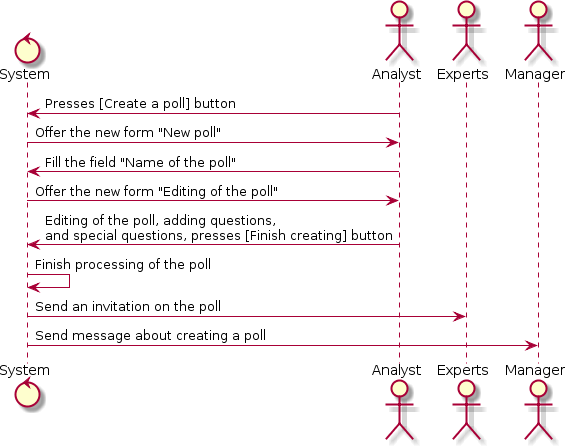 System
Analyst
Experts
Manager
Presses [Create a poll] button
Offer the new form "New poll"
Fill the field "Name of the poll"
Offer the new form "Editing of the poll"
Editing of the poll, adding questions,
and special questions, presses [Finish creating] button
Finish processing of the poll
Send an invitation on the poll
Send message about creating a poll
System
Analyst
Experts
Manager